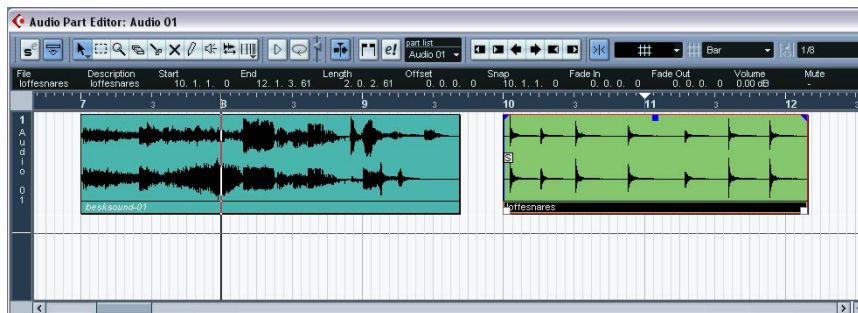 Audio Part Editor: Audio 01
part list
Audio 01
Bar
1/8
File Description Start End Length Offset Snap Fade In Fade Out Volume Mute
loffesnares loffesnares 10. 1. 1. 0 12. 1. 3. 61 2. 0. 2. 61 0. 0. 0. 0 10. 1. 1. 0 0. 0. 0. 0 0. 0. 0. 0 0.00 dB -
7 3 8 3 9 3 10 3 11 3 12 3
1
Audio 01
S
besksound-01
loffesnares